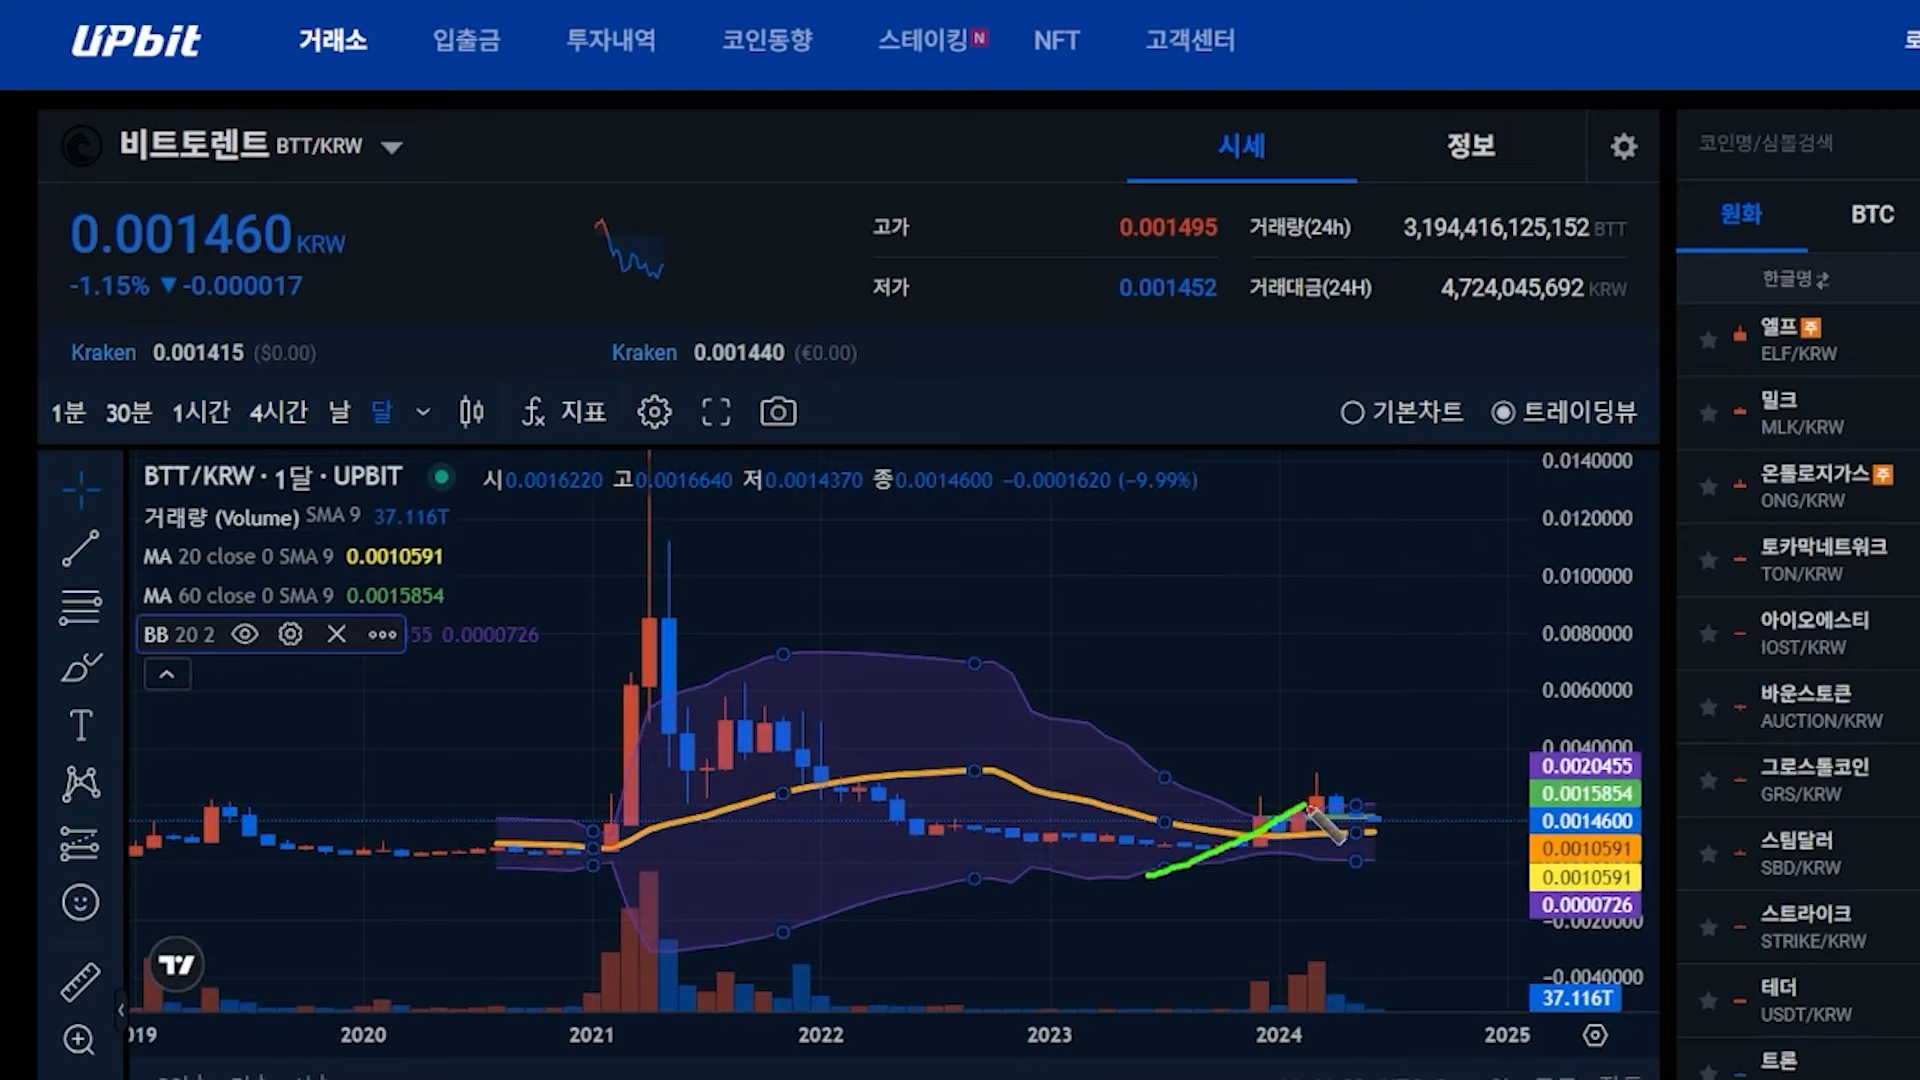 UPbit 거래소 입출금 투자내역 코인동향 스테이킹 N NFT 고객센터
비트토렌트 BTT/KRW 시세 정보
0.001460 KRW
-1.15% ▼ -0.000017
고가 0.001495 거래량(24h) 3,194,416,125,152 BTT
저가 0.001452 거래대금(24H) 4,724,045,692 KRW
Kraken 0.001415 ($0.00) Kraken 0.001440 (€0.00)
1분 30분 1시간 4시간 날 달 지표 기본차트 트레이딩뷰
BTT/KRW · 1달 · UPBIT 시0.0016220 고0.0016640 저0.0014370 종0.0014600 −0.0001620 (−9.99%)
거래량 (Volume) SMA 9 37.116T
MA 20 close 0 SMA 9 0.0010591
MA 60 close 0 SMA 9 0.0015854
BB 20 2 0.0000726
0.0140000
0.0120000
0.0100000
0.0080000
0.0060000
0.0040000
0.0020455
0.0015854
0.0014600
0.0010591
0.0010591
0.0000726
−0.0020000
−0.0040000
37.116T
2020 2021 2022 2023 2024 2025
코인명/심볼검색
원화 BTC
한글명
엘프 주
ELF/KRW
밀크
MLK/KRW
온톨로지가스 주
ONG/KRW
토카막네트워크
TON/KRW
아이오에스티
IOST/KRW
바운스토큰
AUCTION/KRW
그로스톨코인
GRS/KRW
스팀달러
SBD/KRW
스트라이크
STRIKE/KRW
테더
USDT/KRW
트론